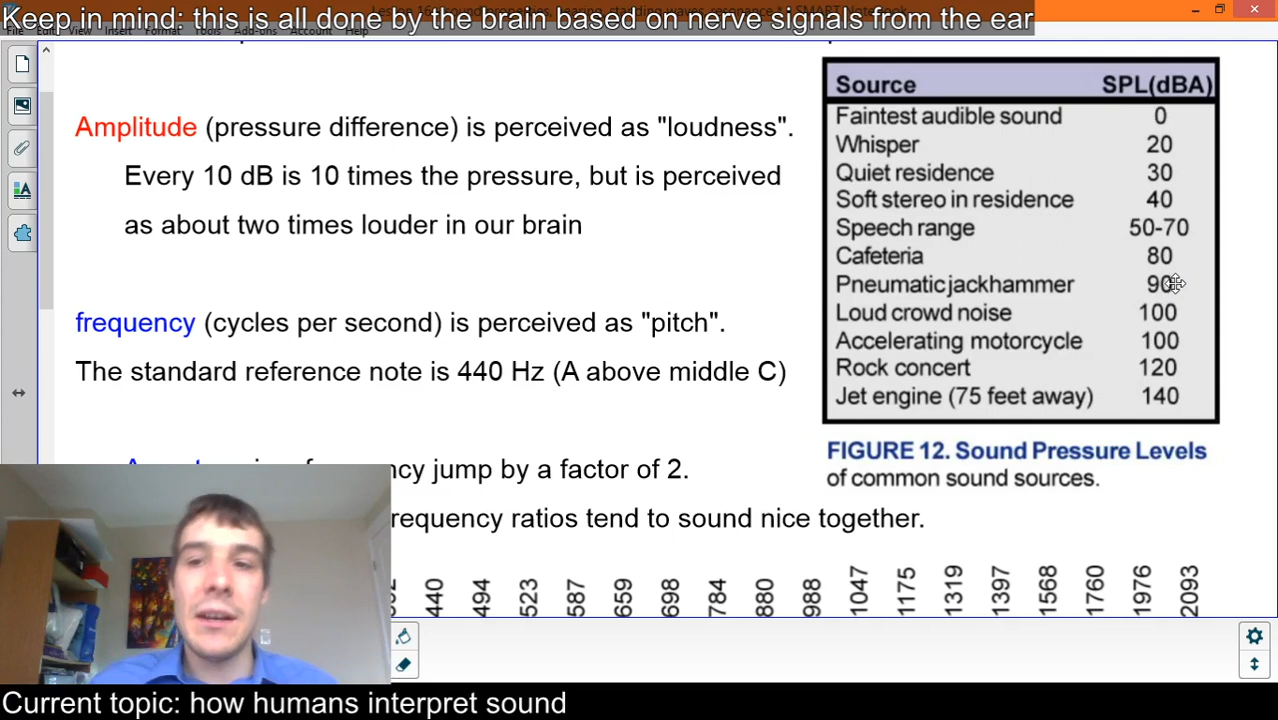 Keep in mind: this is all done by the brain based on nerve signals from the ear
Amplitude (pressure difference) is perceived as "loudness".
Every 10 dB is 10 times the pressure, but is perceived
as about two times louder in our brain
frequency (cycles per second) is perceived as "pitch".
The standard reference note is 440 Hz (A above middle C)
frequency jump by a factor of 2.
frequency ratios tend to sound nice together.
Source SPL(dBA)
Faintest audible sound 0
Whisper 20
Quiet residence 30
Soft stereo in residence 40
Speech range 50-70
Cafeteria 80
Pneumatic jackhammer 90
Loud crowd noise 100
Accelerating motorcycle 100
Rock concert 120
Jet engine (75 feet away) 140
FIGURE 12. Sound Pressure Levels
of common sound sources.
440 494 523 587 659 698 784 880 988 1047 1175 1319 1397 1568 1760 1976 2093
Current topic: how humans interpret sound